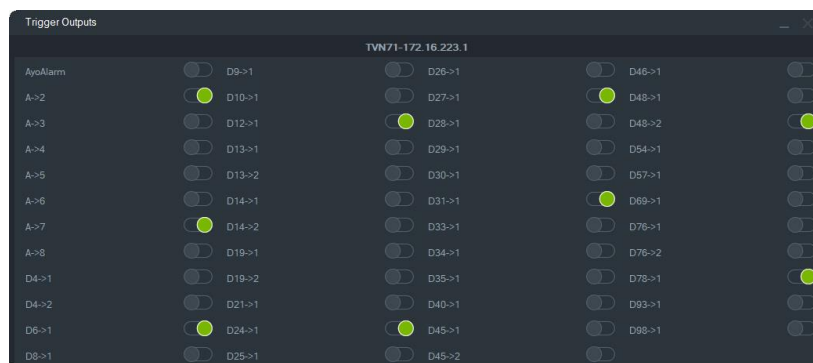 Trigger Outputs
TVN71-172.16.223.1
AyoAlarm D9->1 D26->1 D46->1
A->2 D10->1 D27->1 D48->1
A->3 D12->1 D28->1 D48->2
A->4 D13->1 D29->1 D54->1
A->5 D13->2 D30->1 D57->1
A->6 D14->1 D31->1 D69->1
A->7 D14->2 D33->1 D76->1
A->8 D19->1 D34->1 D76->2
D4->1 D19->2 D35->1 D78->1
D4->2 D21->1 D40->1 D93->1
D6->1 D24->1 D45->1 D98->1
D8->1 D25->1 D45->2